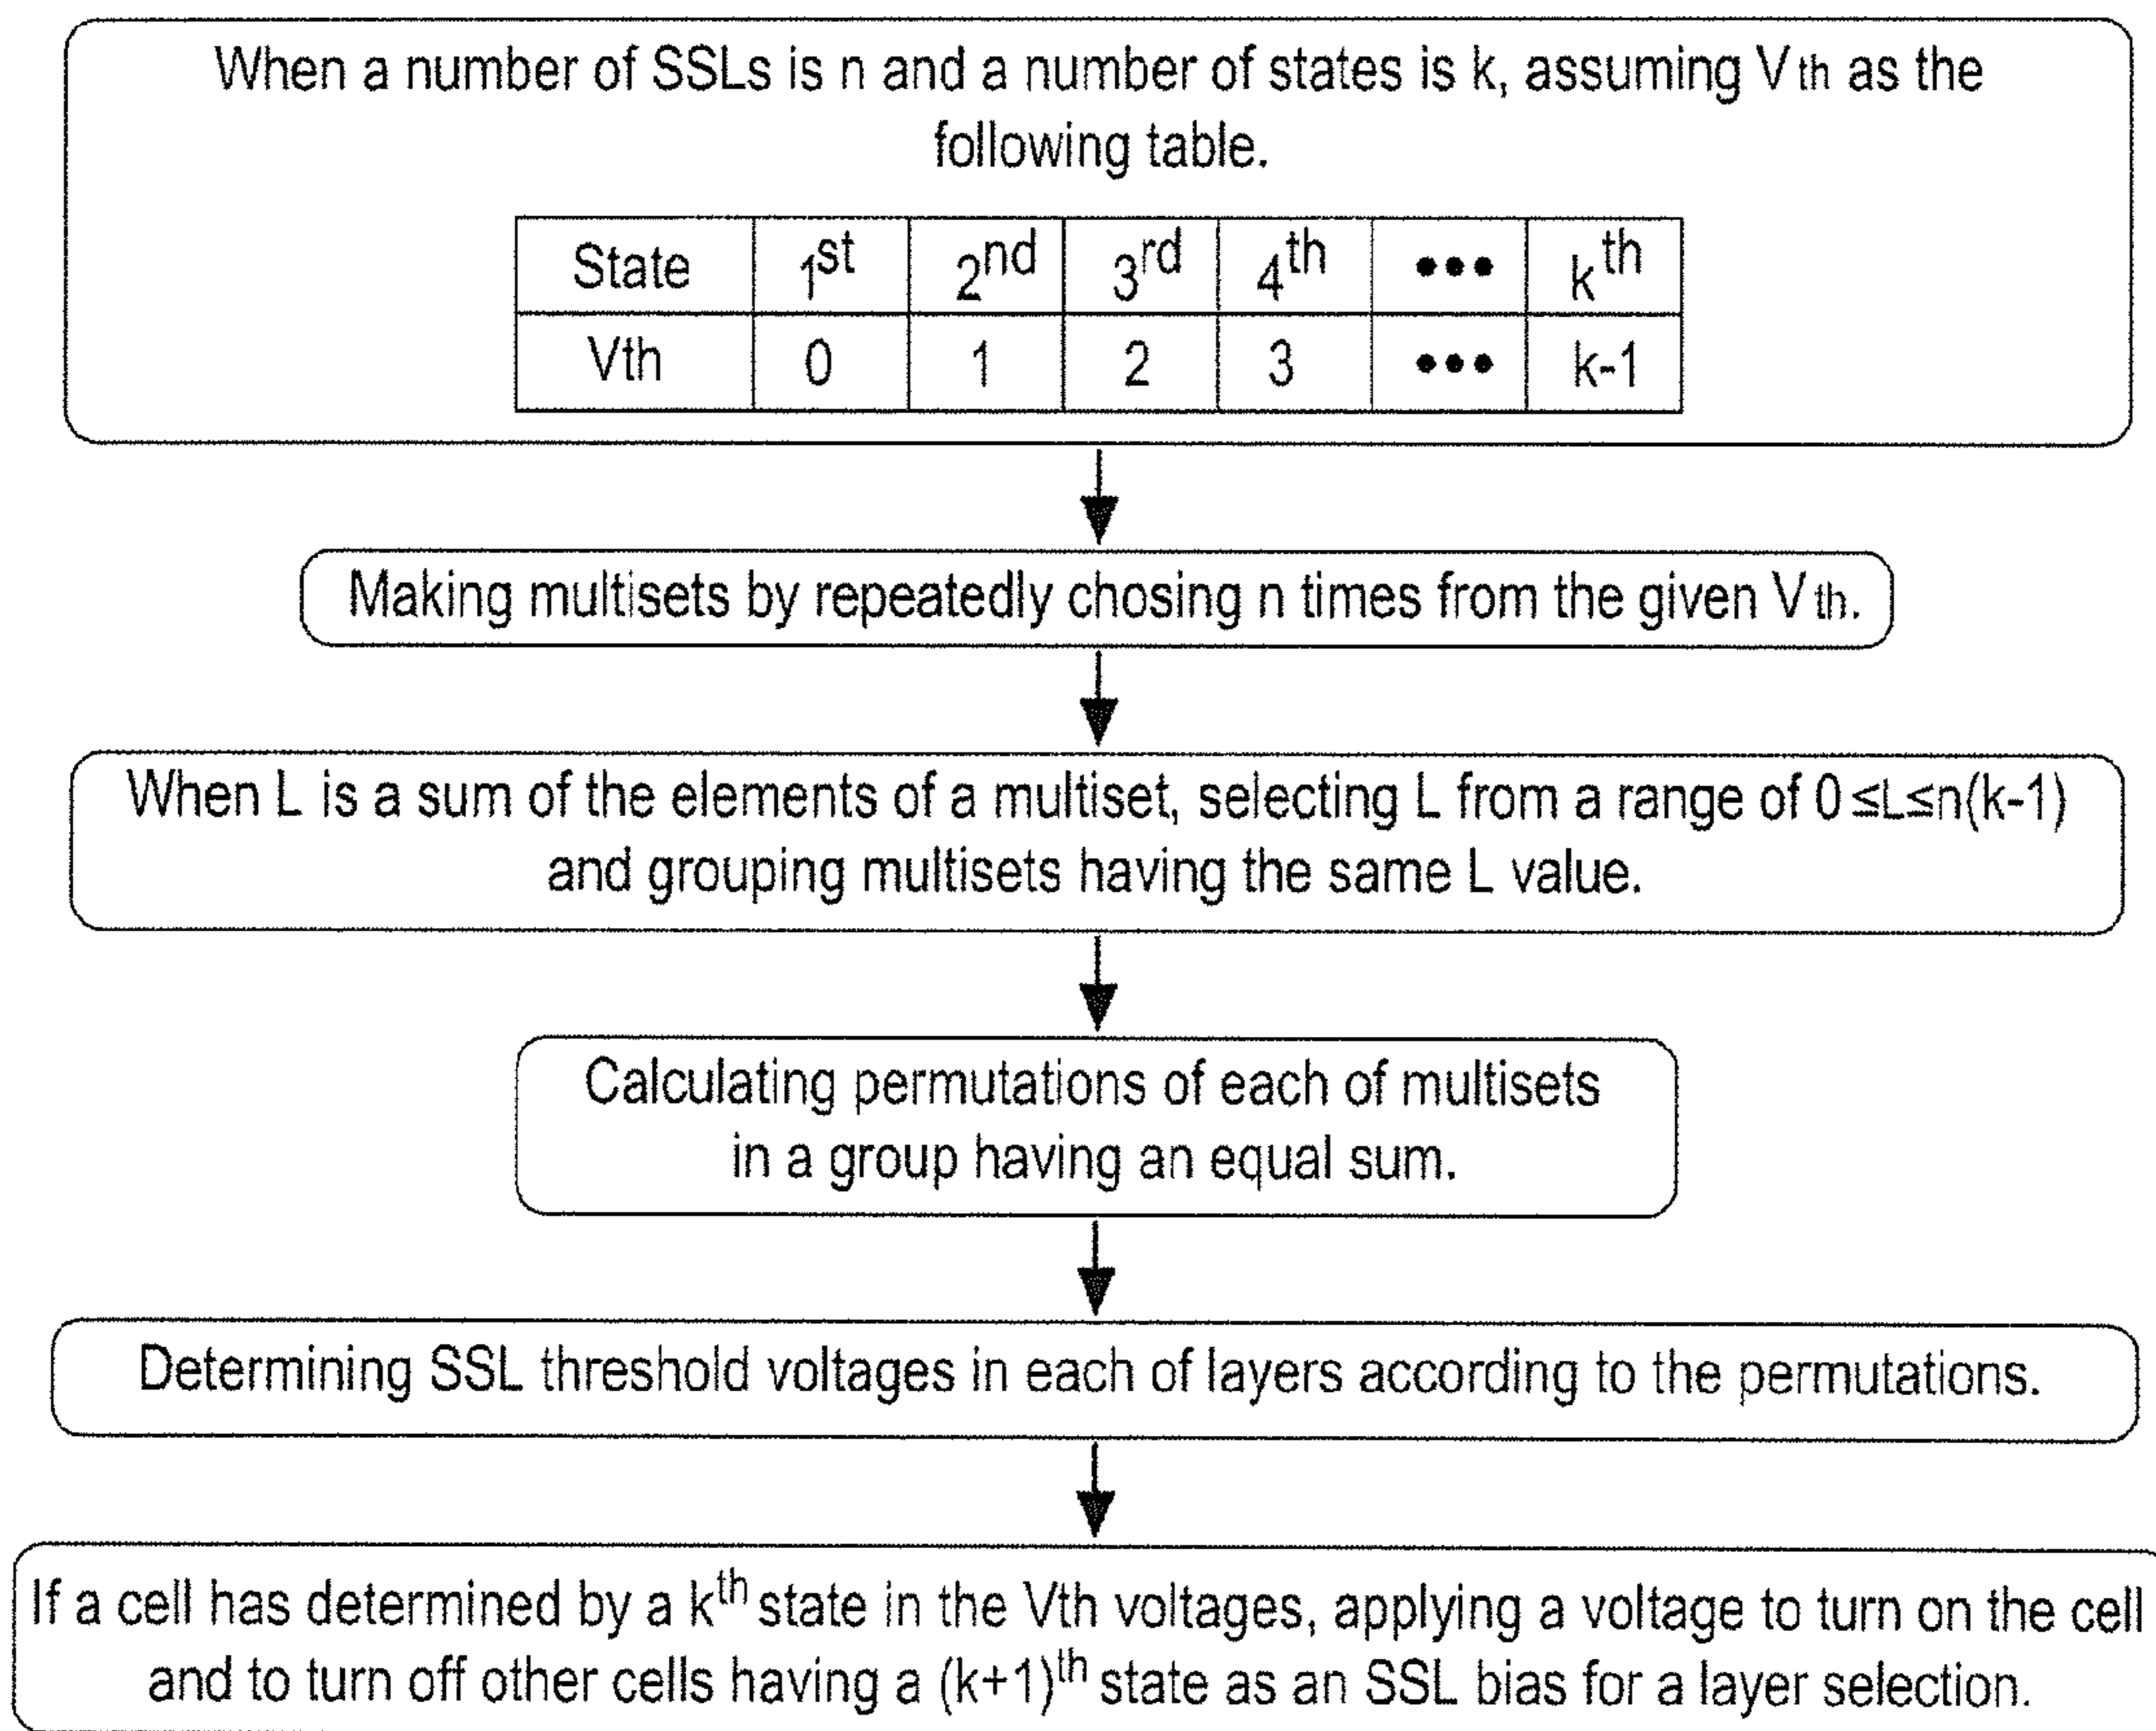 When a number of SSLs is n and a number of states is k, assuming Vth as the
following table.
State 1st 2nd 3rd 4th ••• kth
Vth 0 1 2 3 ••• k-1
Making multisets by repeatedly chosing n times from the given Vth.
When L is a sum of the elements of a multiset, selecting L from a range of 0≤L≤n(k-1)
and grouping multisets having the same L value.
Calculating permutations of each of multisets
in a group having an equal sum.
Determining SSL threshold voltages in each of layers according to the permutations.
If a cell has determined by a kth state in the Vth voltages, applying a voltage to turn on the cell
and to turn off other cells having a (k+1)th state as an SSL bias for a layer selection.